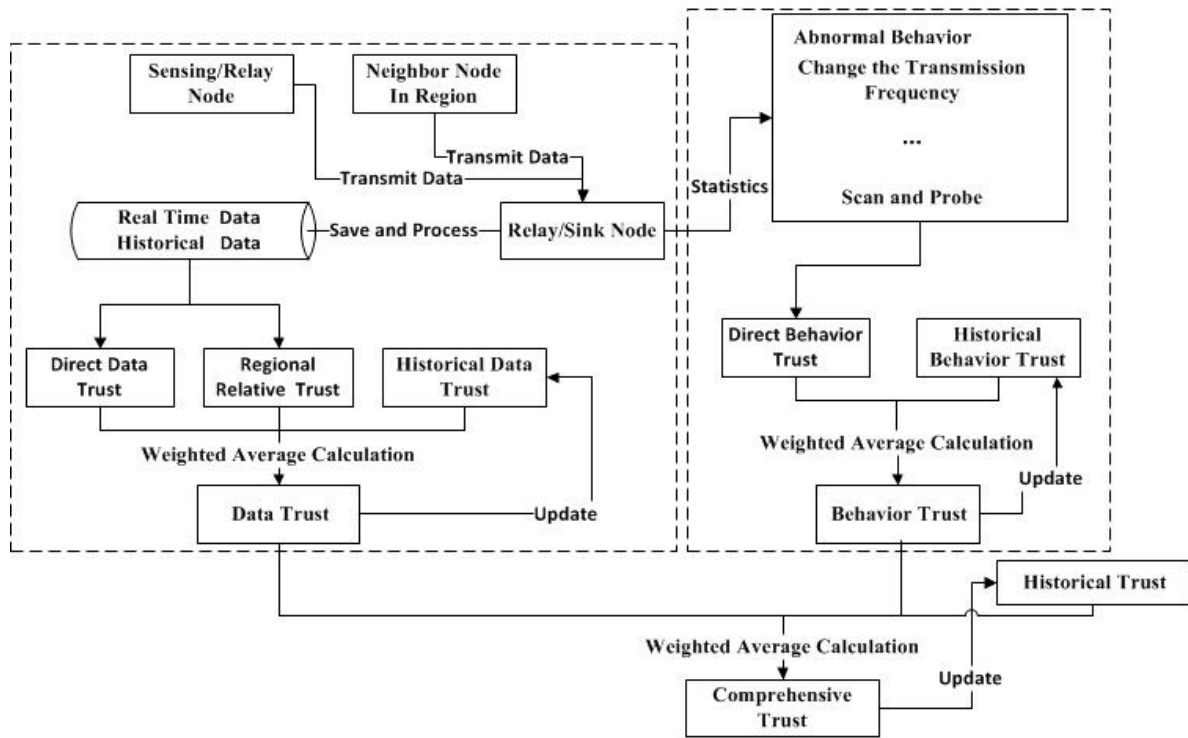 Abnormal Behavior
Change the Transmission
Frequency
...
Scan and Probe
Sensing/Relay
Node
Neighbor Node
In Region
Transmit Data
Transmit Data
Statistics
Real Time Data
Historical Data
Save and Process
Relay/Sink Node
Direct Data
Trust
Regional
Relative Trust
Historical Data
Trust
Direct Behavior
Trust
Historical
Behavior Trust
Weighted Average Calculation
Weighted Average Calculation
Data Trust
Update
Behavior Trust
Update
Historical Trust
Weighted Average Calculation
Comprehensive
Trust
Update